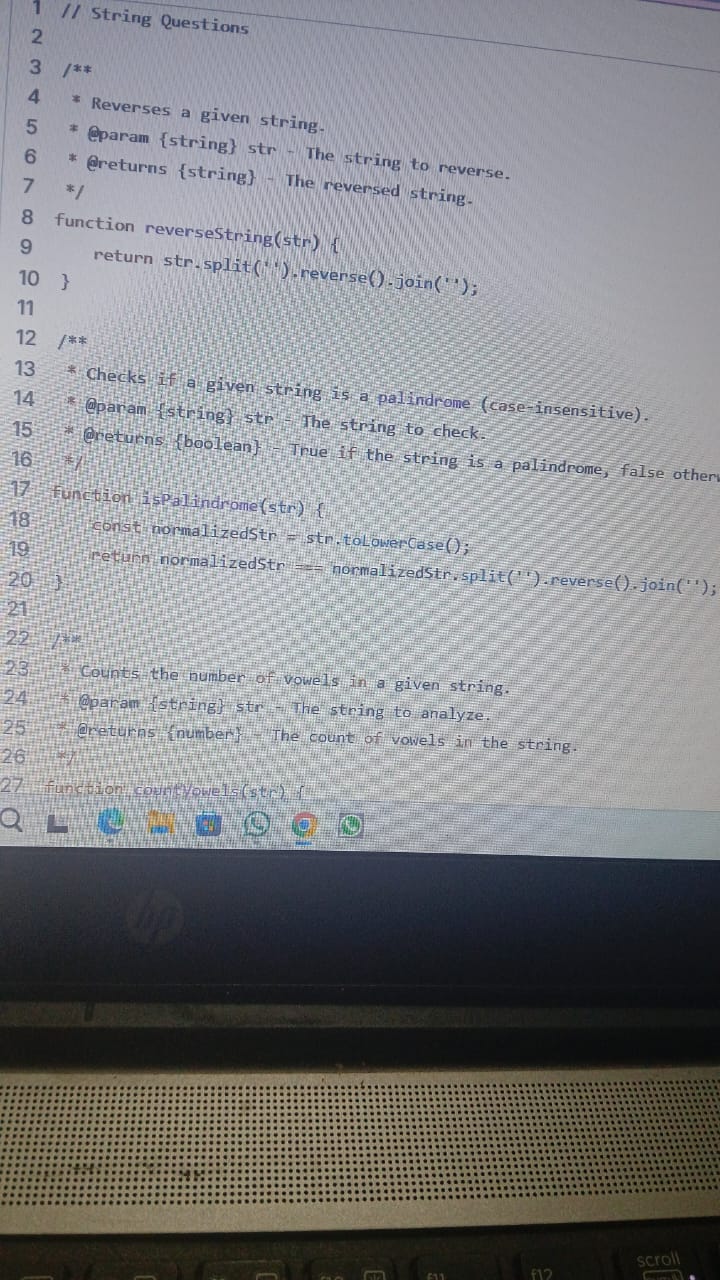 1 // String Questions
2
3 /**
4 * Reverses a given string.
5 * @param {string} str - The string to reverse.
6 * @returns {string} - The reversed string.
7 */
8 function reverseString(str) {
9 return str.split('').reverse().join('');
10 }
11
12 /**
13 * Checks if a given string is a palindrome (case-insensitive).
14 * @param {string} str - The string to check.
15 * @returns {boolean} - True if the string is a palindrome, false otherw
16 */
17 function isPalindrome(str) {
18 const normalizedStr = str.toLowerCase();
19 return normalizedStr === normalizedStr.split('').reverse().join('');
20 }
21
22 /**
23 * Counts the number of vowels in a given string.
24 * @param {string} str - The string to analyze.
25 * @returns {number} - The count of vowels in the string.
26 */
27 function countVowels(str) {
hp
f11 f12 scroll